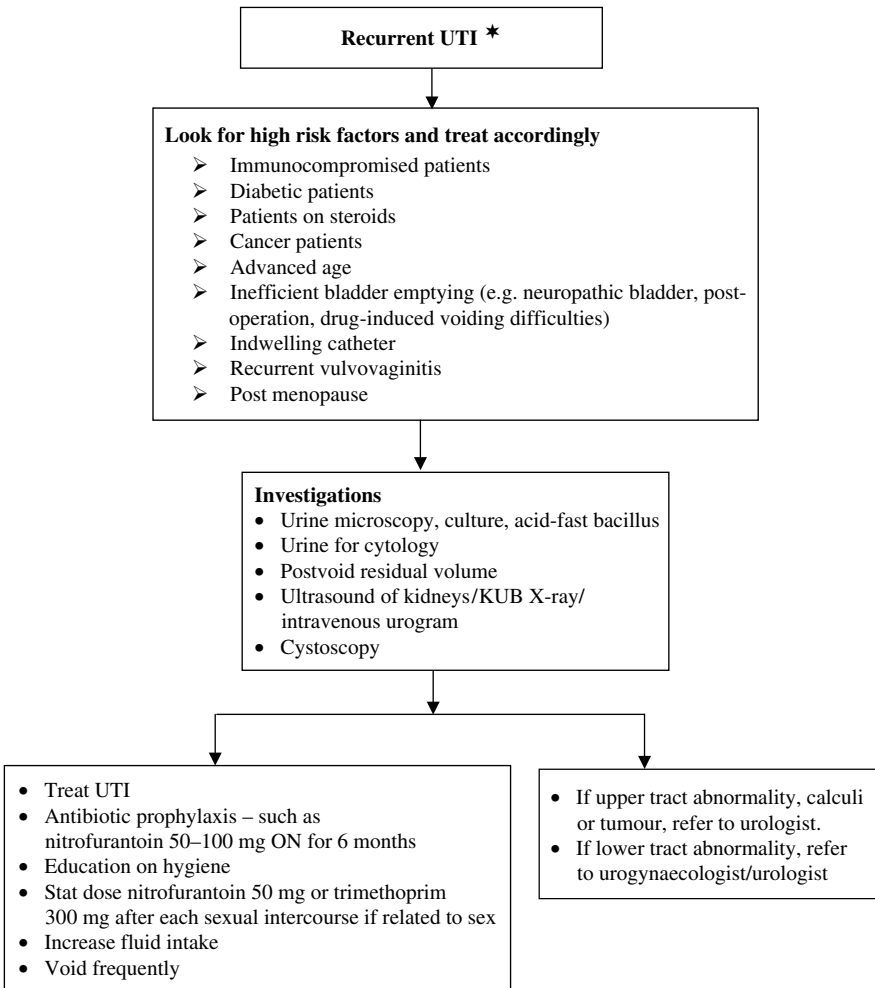 Recurrent UTI ✶
Look for high risk factors and treat accordingly
➢ Immunocompromised patients
➢ Diabetic patients
➢ Patients on steroids
➢ Cancer patients
➢ Advanced age
➢ Inefficient bladder emptying (e.g. neuropathic bladder, post-
operation, drug-induced voiding difficulties)
➢ Indwelling catheter
➢ Recurrent vulvovaginitis
➢ Post menopause
Investigations
• Urine microscopy, culture, acid-fast bacillus
• Urine for cytology
• Postvoid residual volume
• Ultrasound of kidneys/KUB X-ray/
intravenous urogram
• Cystoscopy
• Treat UTI
• Antibiotic prophylaxis – such as
nitrofurantoin 50–100 mg ON for 6 months
• Education on hygiene
• Stat dose nitrofurantoin 50 mg or trimethoprim
300 mg after each sexual intercourse if related to sex
• Increase fluid intake
• Void frequently
• If upper tract abnormality, calculi
or tumour, refer to urologist.
• If lower tract abnormality, refer
to urogynaecologist/urologist